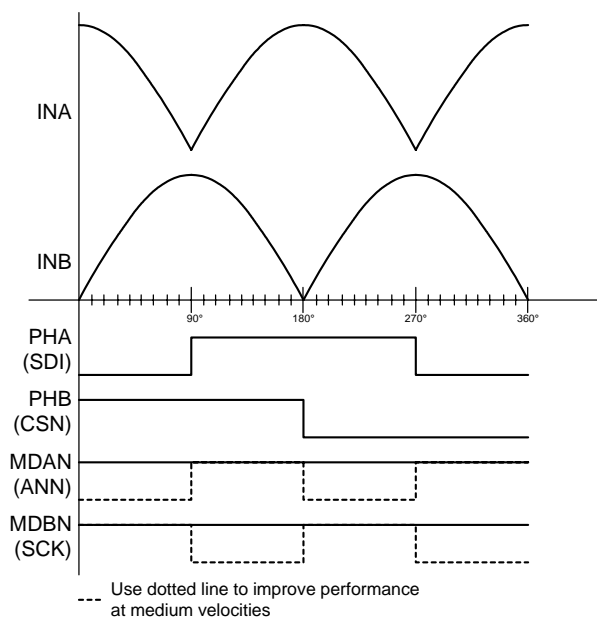 INA
INB
90° 180° 270° 360°
PHA
(SDI)
PHB
(CSN)
MDAN
(ANN)
MDBN
(SCK)
Use dotted line to improve performance
at medium velocities